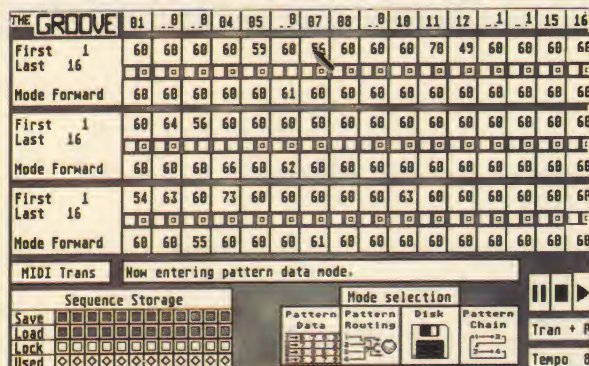 THE GROOVE 01 _0 _0 04 05 _0 07 08 _0 10 11 12 _1 _1 15 16
First 1 60 60 60 60 59 60 60 60 60 70 49 60 60 60
Last 16
Mode Forward 60 60 60 60 60 61 60 60 60 60 60 60 60 60 60
First 1 60 64 56 60 60 60 60 60 60 60 60 60 60 60 60
Last 16
Mode Forward 60 60 60 66 60 62 60 60 60 60 60 60 60 60 60
First 1 54 63 60 73 60 60 60 60 60 63 60 60 60 60 60
Last 16
Mode Forward 60 60 55 60 60 60 61 60 60 60 60 60 60 60 60
MIDI Trans Now entering pattern data mode.
Sequence Storage
Save
Load
Lock
Used
Mode selection
Pattern Data
Pattern Routing
Disk
Pattern Chain
Tran +
Tempo 8